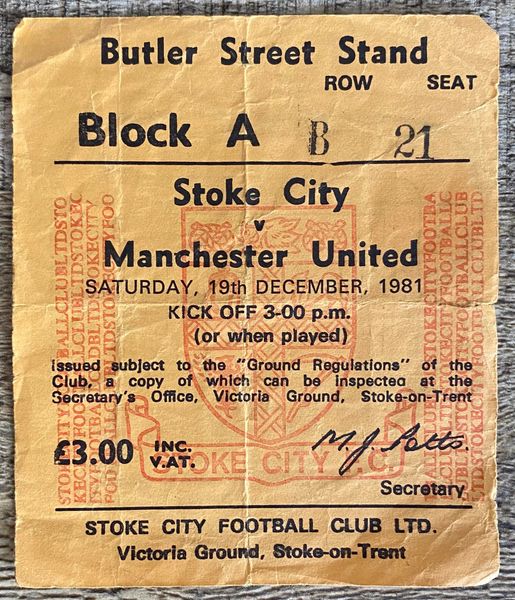 Butler Street Stand
ROW SEAT
Block A B 21
Stoke City
v
Manchester United
SATURDAY, 19th DECEMBER, 1981
KICK OFF 3-00 p.m.
(or when played)
Issued subject to the "Ground Regulations" of the
Club, a copy of which can be inspected at the
Secretary's Office, Victoria Ground, Stoke-on-Trent
£3.00 INC.
V.AT.
M. J. Potts.
STOKE CITY F.C.
Secretary
STOKE CITY FOOTBALL CLUB LTD.
Victoria Ground, Stoke-on-Trent